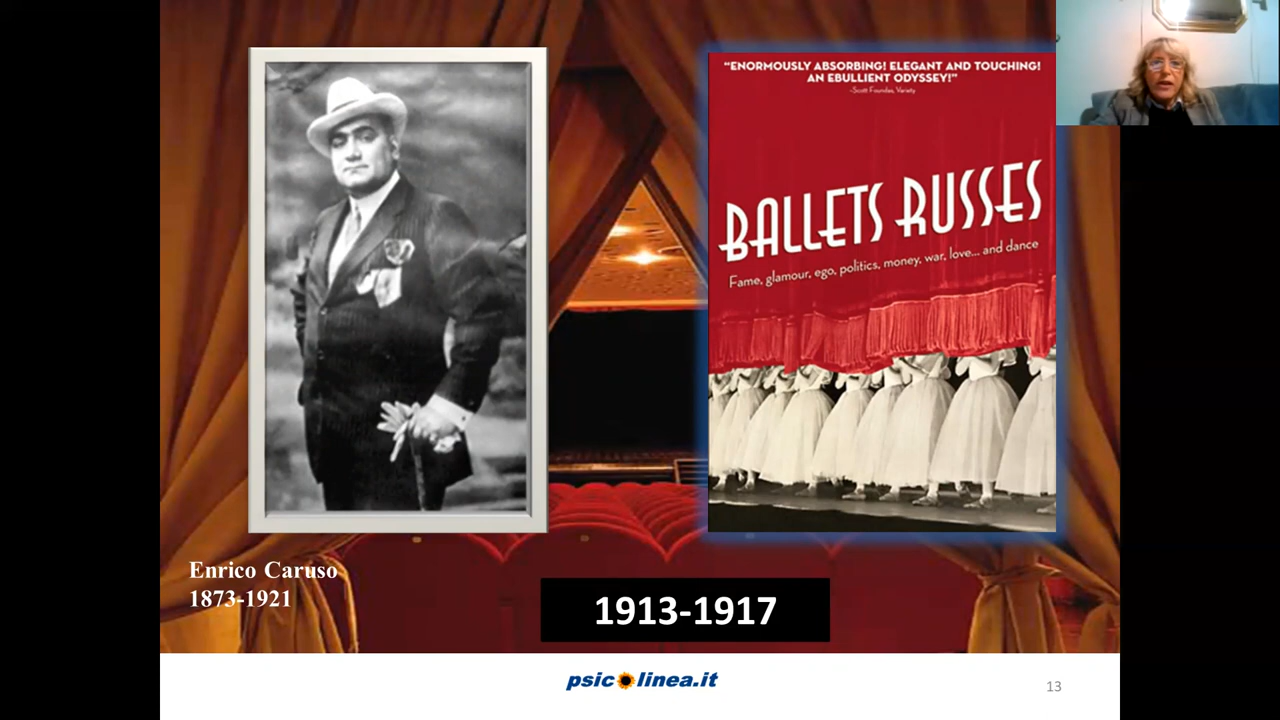 "ENORMOUSLY ABSORBING! ELEGANT AND TOUCHING!
AN EBULLIENT ODYSSEY!"
-Scott Foundas, Variety
BALLETS RUSSES
Fame, glamour, ego, politics, money, war, love... and dance
Enrico Caruso
1873-1921
1913-1917
psicolinea.it
13